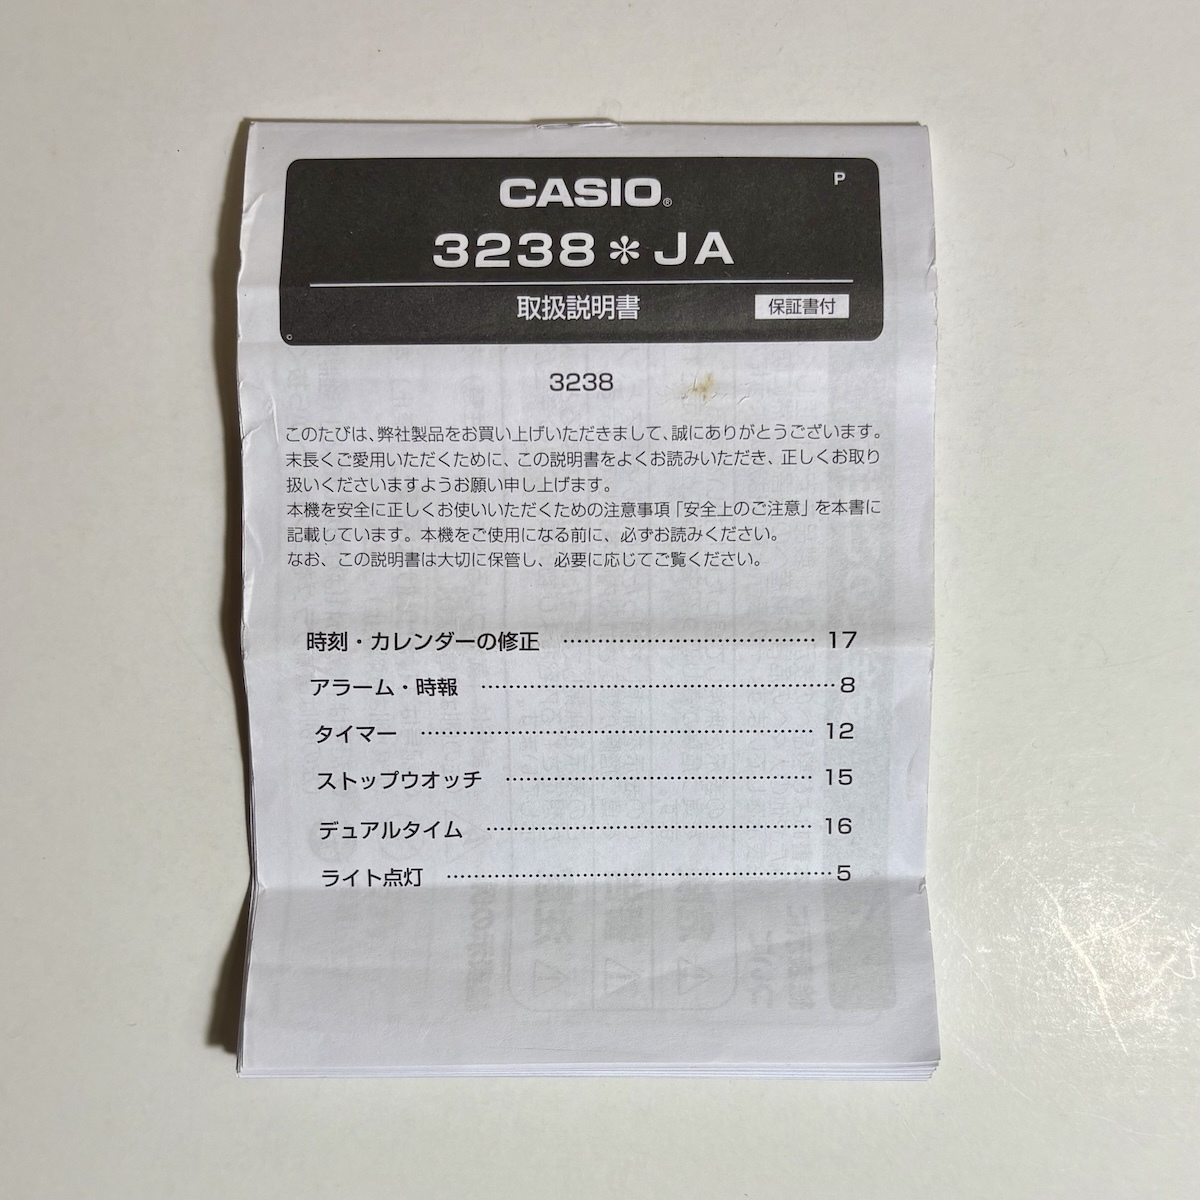 CASIO®
P
3238＊JA
取扱説明書
保証書付
C
3238
このたびは、弊社製品をお買い上げいただきまして、誠にありがとうございます。
末長くご愛用いただくために、この説明書をよくお読みいただき、正しくお取り
扱いくださいますようお願い申し上げます。
本機を安全に正しくお使いいただくための注意事項「安全上のご注意」を本書に
記載しています。本機をご使用になる前に、必ずお読みください。
なお、この説明書は大切に保管し、必要に応じてご覧ください。
時刻・カレンダーの修正 …………………………… 17
アラーム・時報 ……………………………………… 8
タイマー …………………………………………… 12
ストップウオッチ ………………………………… 15
デュアルタイム …………………………………… 16
ライト点灯 ………………………………………… 5